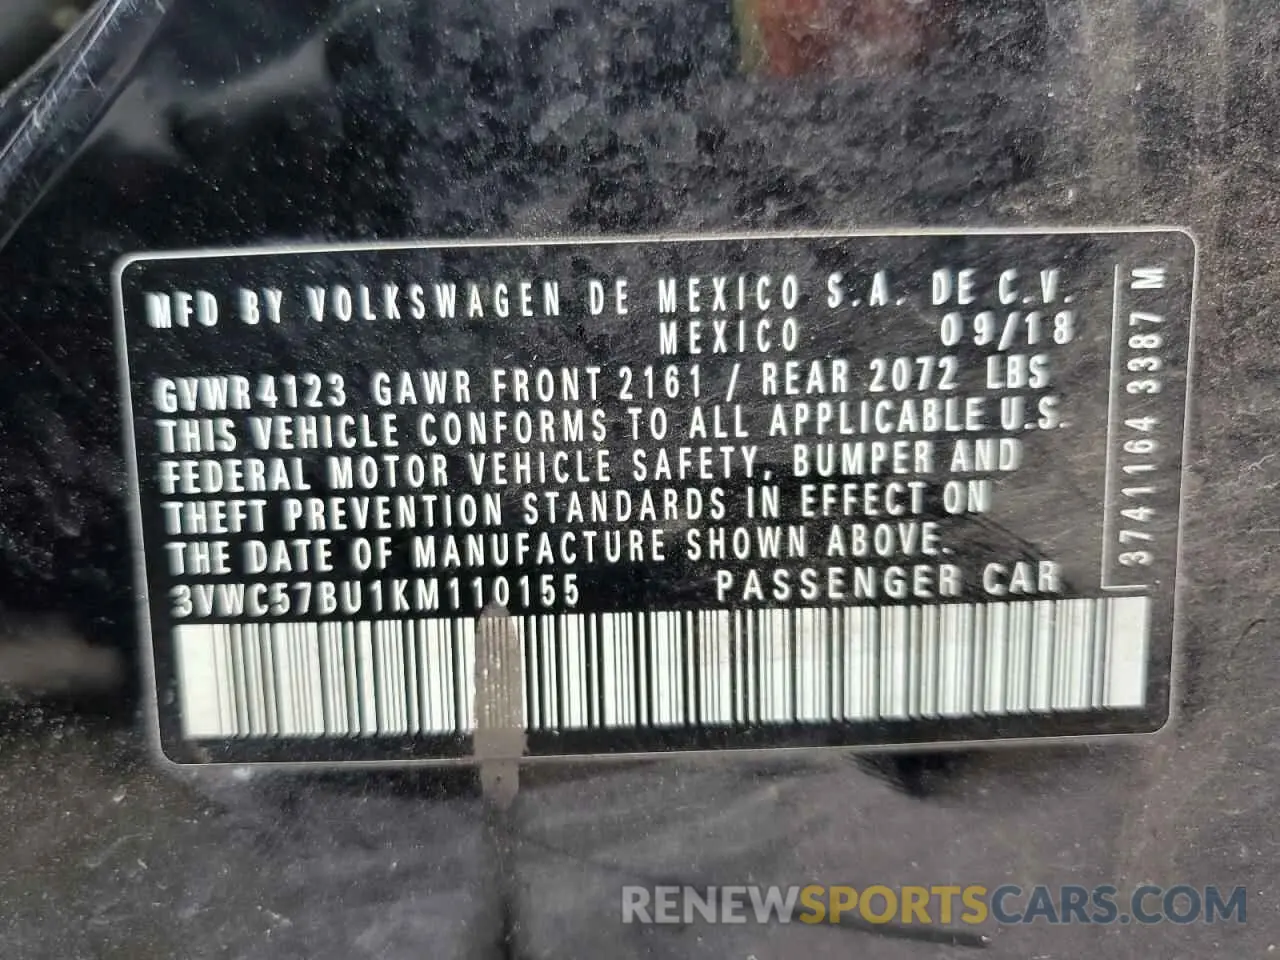 MFD BY VOLKSWAGEN DE MEXICO S.A. DE C.V.
MEXICO 09/18
GVWR 4123 GAWR FRONT 2161 / REAR 2072 LBS
THIS VEHICLE CONFORMS TO ALL APPLICABLE U.S.
FEDERAL MOTOR VEHICLE SAFETY, BUMPER AND
THEFT PREVENTION STANDARDS IN EFFECT ON
THE DATE OF MANUFACTURE SHOWN ABOVE.
3VWC57BU1KM110155 PASSENGER CAR
3741164 3387 M
RENEWSPORTSCARS.COM